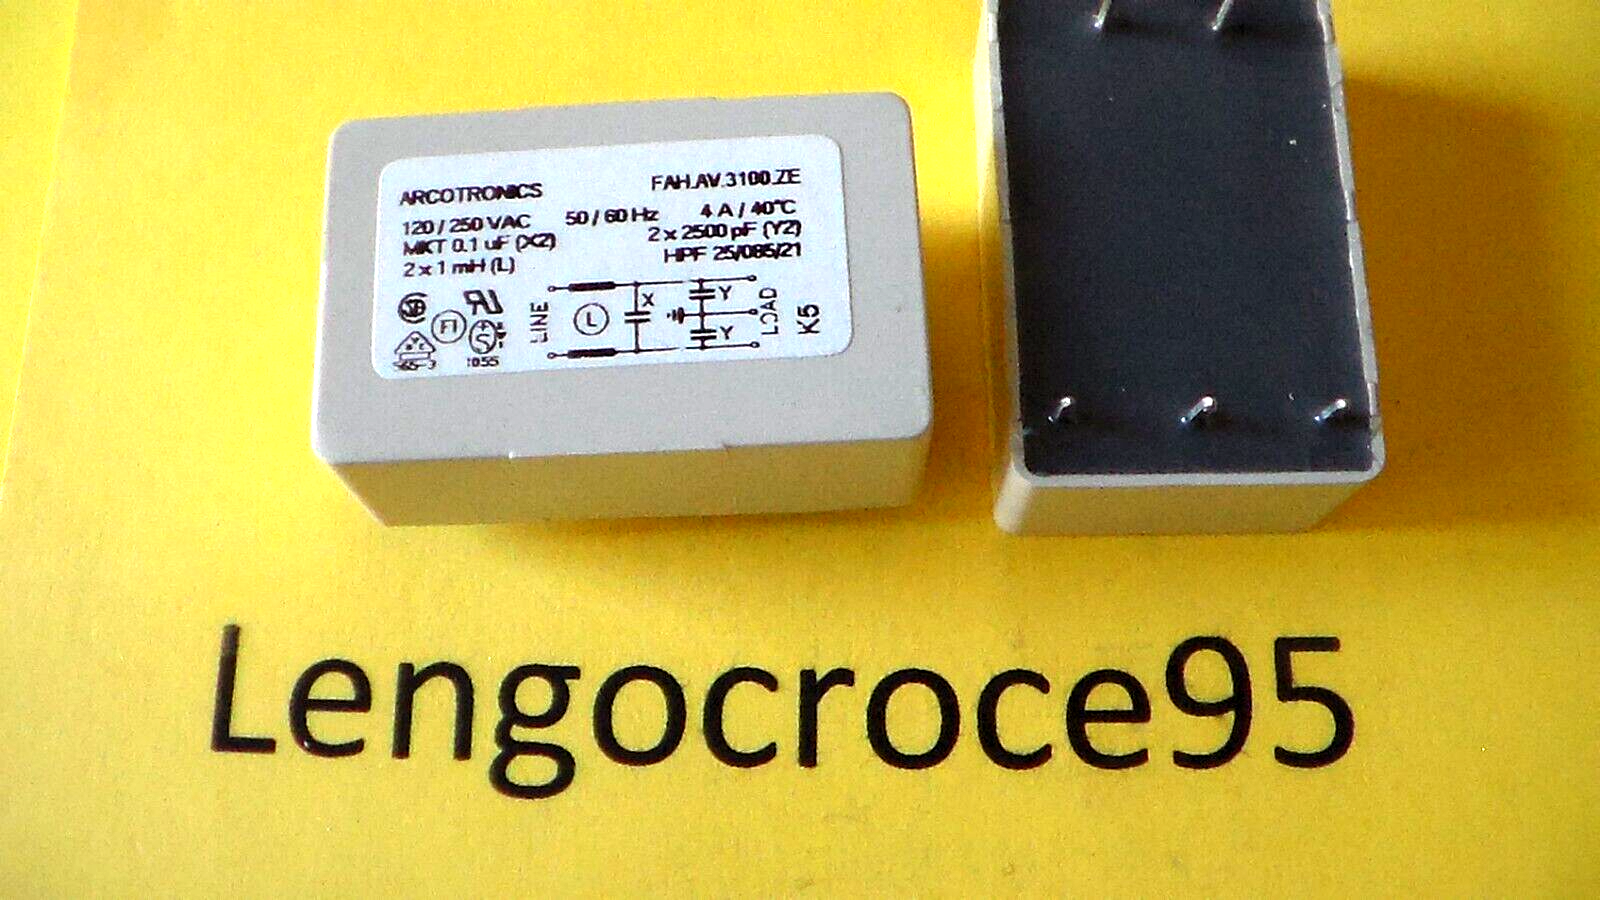 ARCOTRONICS FAH.AV.3100.ZE
120 / 250 VAC 50 / 60 Hz 4 A / 40°C
MKT 0.1 uF (X2) 2 x 2500 pF (Y2)
2 x 1 mH (L) HPF 25/085/21
FI
S
1055
LINE
L
X
Y
Y
LOAD
K5
Lengocroce95